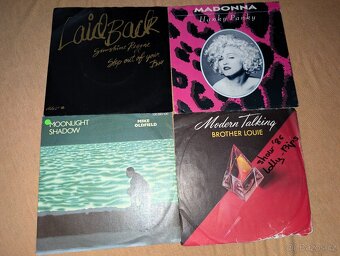 Laid Back
Sunshine Reggae
Step out of your
MADONNA
Hanky Panky
MOONLIGHT
SHADOW
MIKE
OLDFIELD
Modern Talking
BROTHER LOUIE